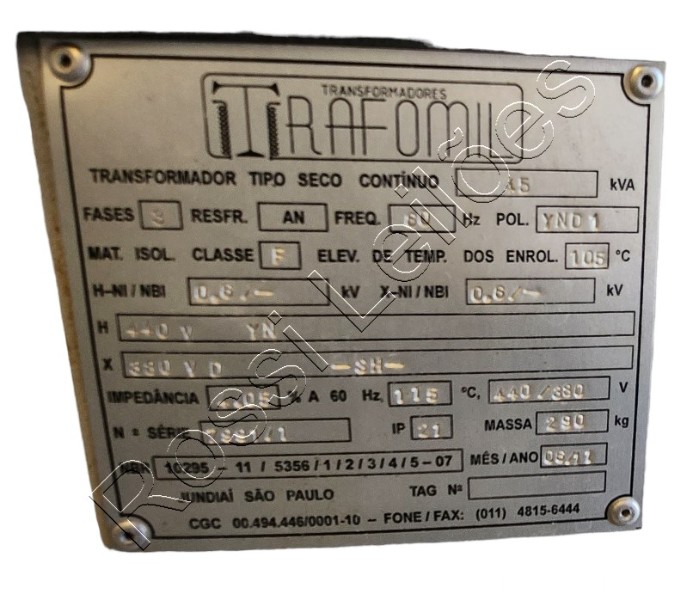 TRANSFORMADORES
TRAFOMIL
TRANSFORMADOR TIPO SECO CONTÍNUO kVA
FASES 3 RESFR. AN FREQ. 60 Hz POL. YND1
MAT. ISOL. CLASSE F ELEV. DE TEMP. DOS ENROL. 105 °C
H-NI / NBI 0.6/- kV X-NI / NBI 0.6/- kV
H 440 V YN
X 380 V D -SH-
IMPEDÂNCIA % A 60 Hz, 115 °C, 440/380 V
Nº SÉRIE IP 21 MASSA 290 kg
NBR 10295 - 11 / 5356 / 1 / 2 / 3 / 4 / 5 - 07 MÊS / ANO
JUNDIAÍ SÃO PAULO TAG Nº
CGC 00.494.446/0001-10 - FONE / FAX: (011) 4815-6444
Rossi Leilões